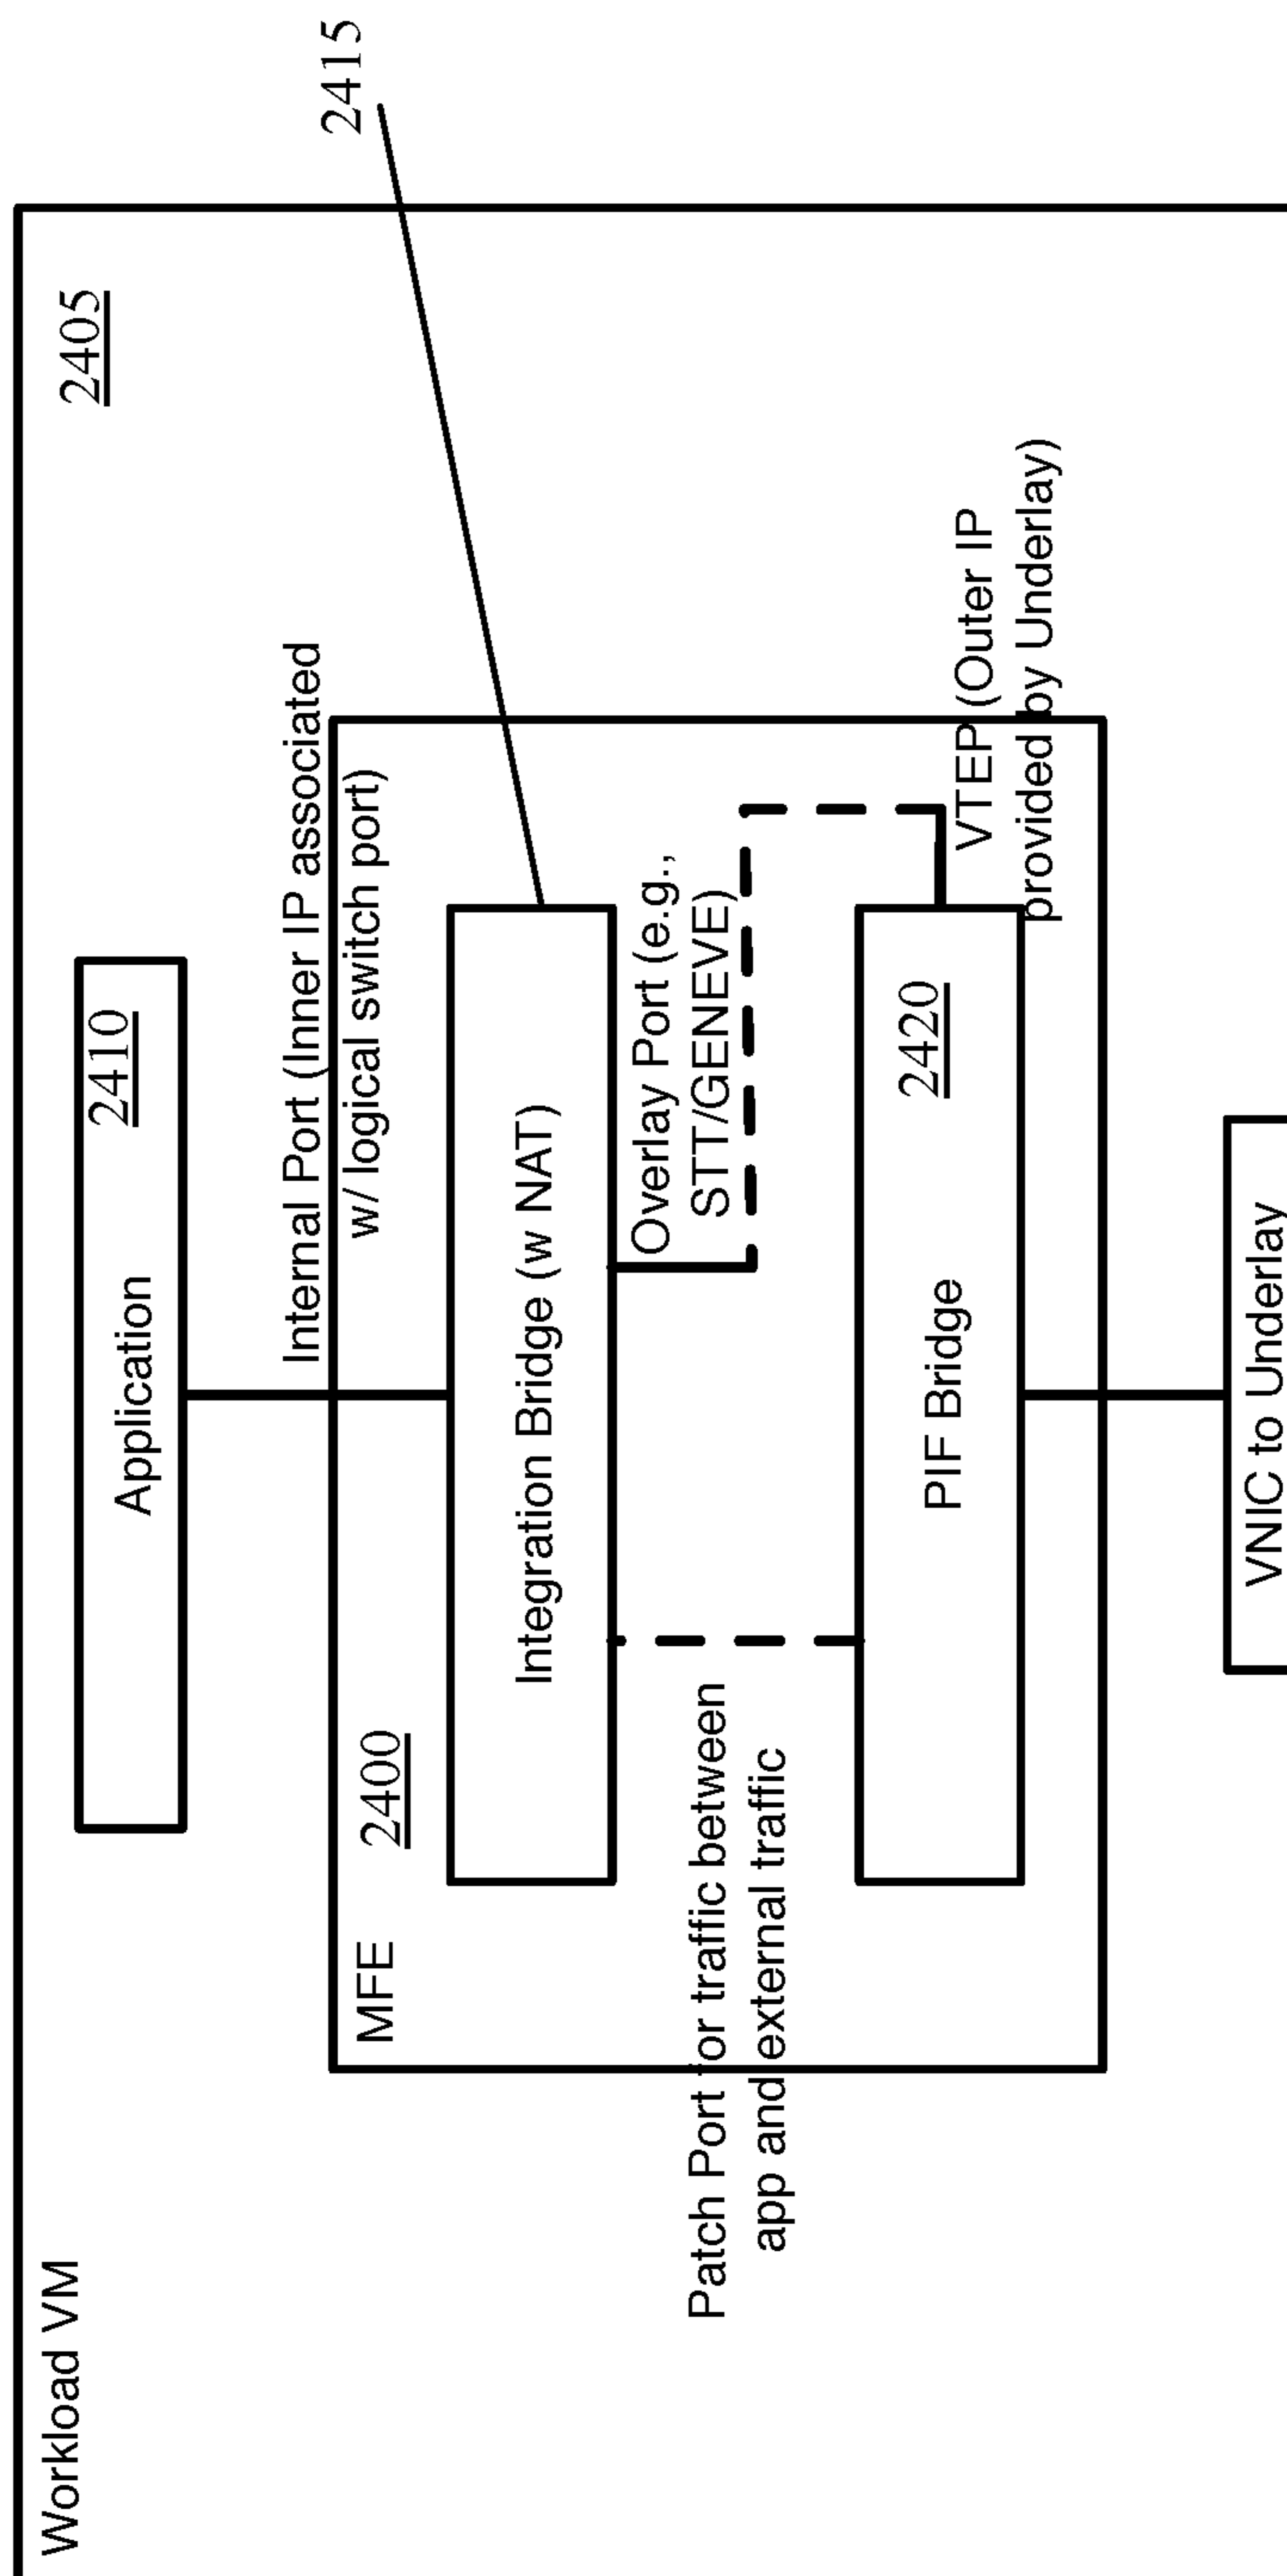 Workload VM
2405
2410
Application
Internal Port (Inner IP associated
w/ logical switch port)
2415
MFE
2400
Integration Bridge (w NAT)
Overlay Port (e.g.,
STT/GENEVE)
Patch Port for traffic between
app and external traffic
2420
PIF Bridge
VTEP (Outer IP
provided by Underlay)
VNIC to Underlay